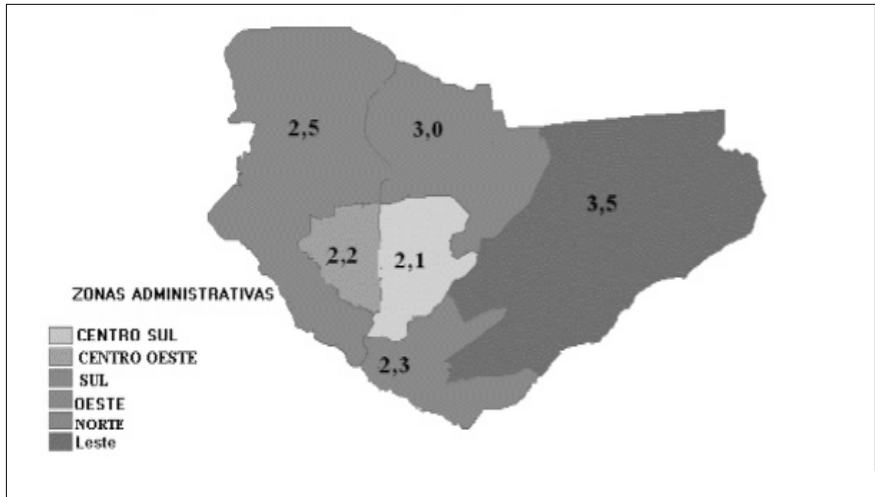 2,5
3,0
3,5
2,2
2,1
ZONAS ADMINISTRATIVAS
CENTRO SUL
CENTRO OESTE
2,3
SUL
OESTE
NORTE
Leste